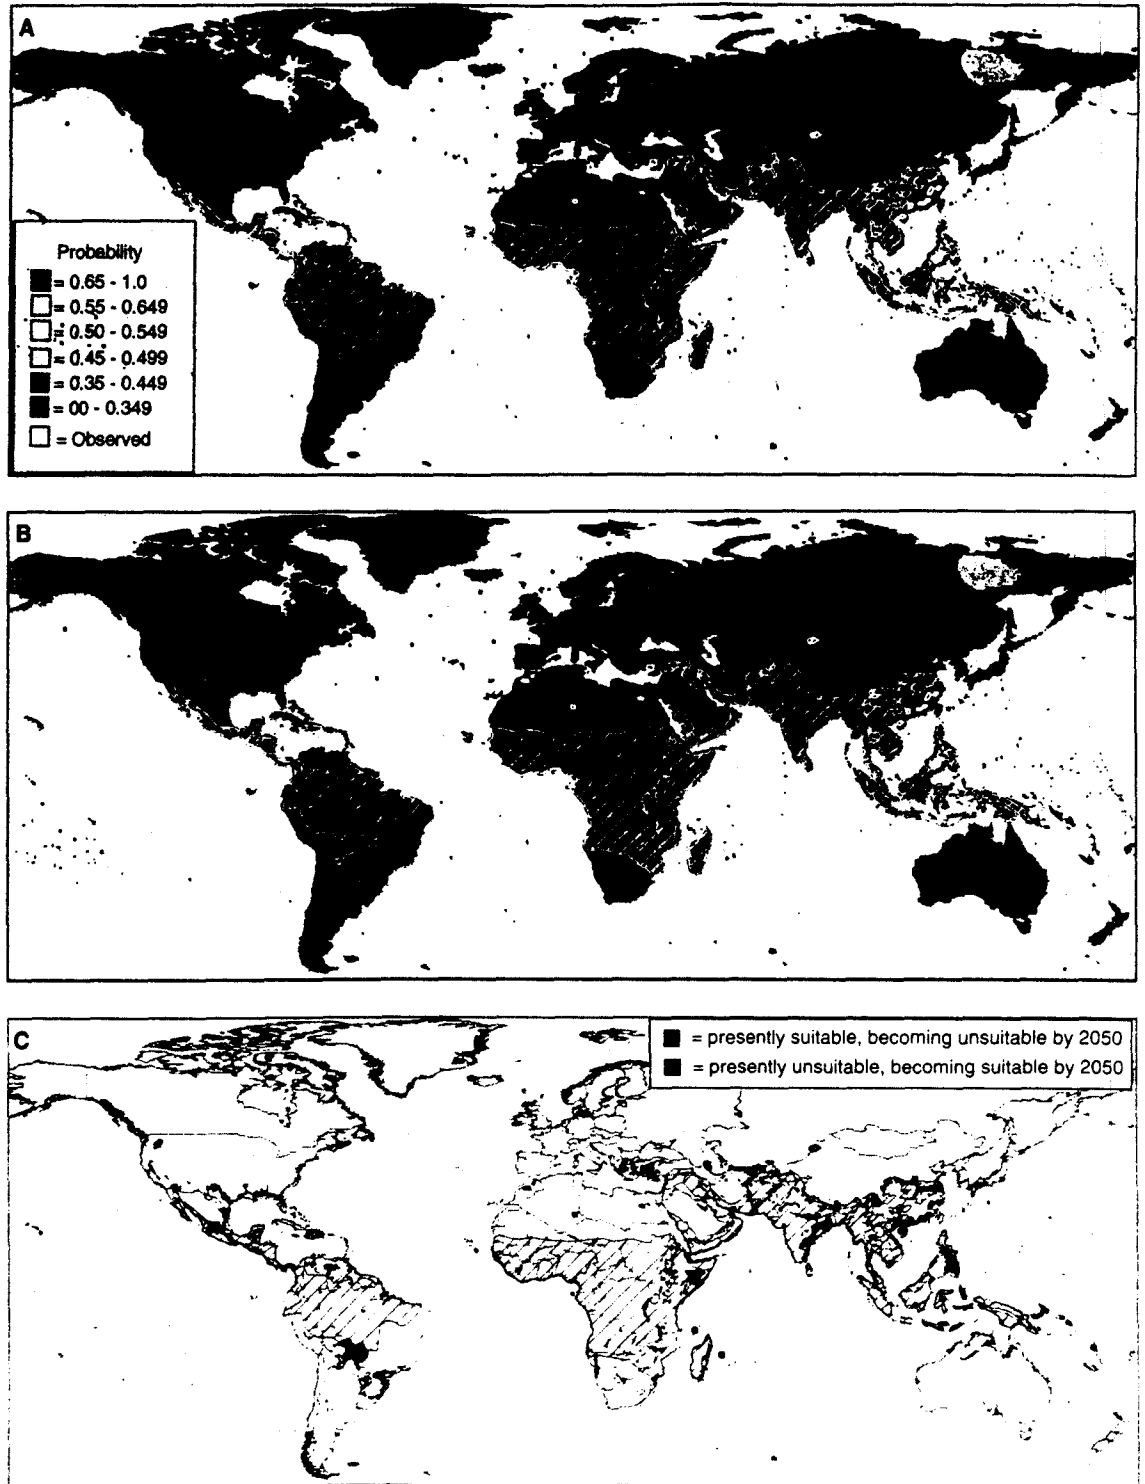 A
Probability
= 0.65 - 1.0
= 0.55 - 0.649
= 0.50 - 0.549
= 0.45 - 0.499
= 0.35 - 0.449
= 00 - 0.349
= Observed
B
C
= presently suitable, becoming unsuitable by 2050
= presently unsuitable, becoming suitable by 2050